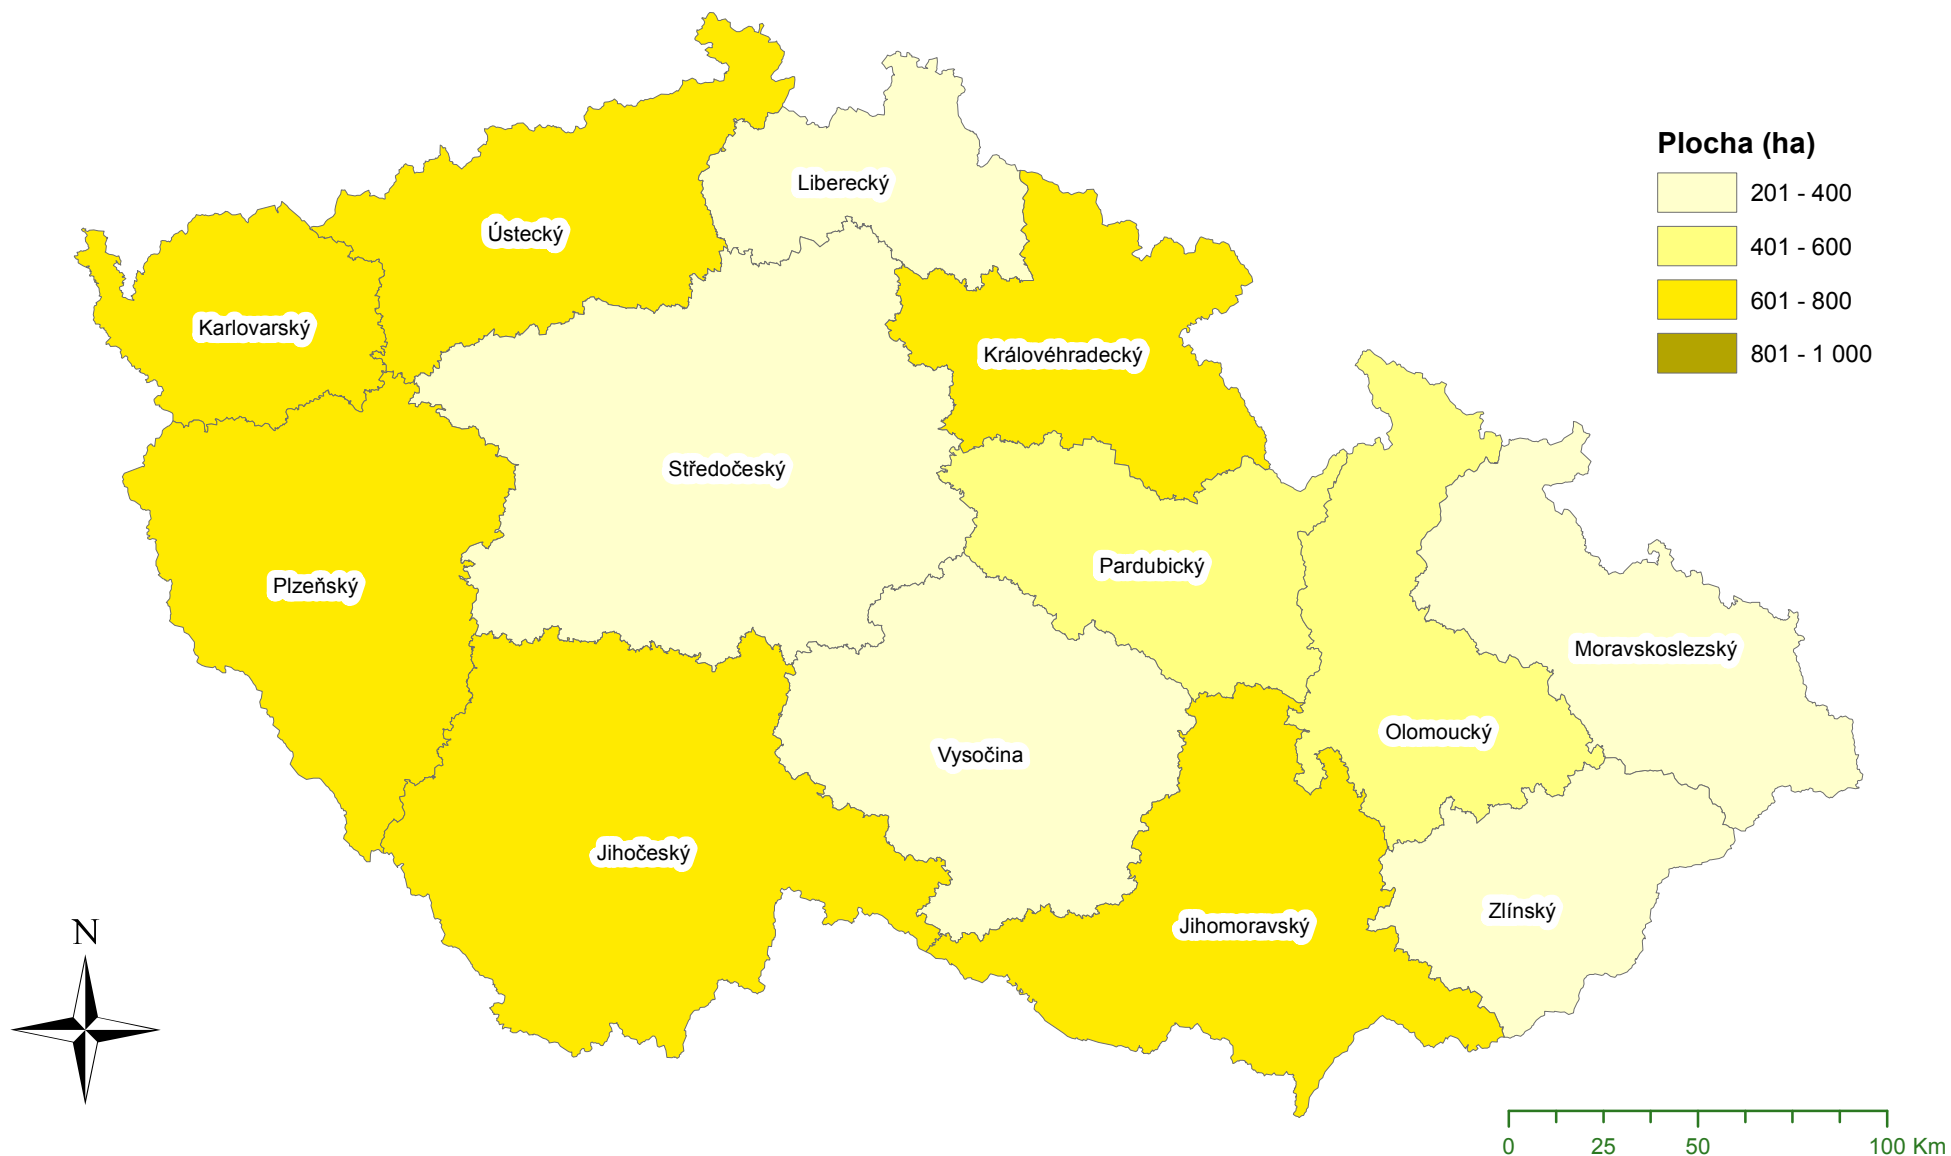 Plocha (ha)
201 - 400
401 - 600
601 - 800
801 - 1 000
Liberecký
Ústecký
Karlovarský
Královéhradecký
Středočeský
Pardubický
Plzeňský
Moravskoslezský
Olomoucký
Vysočina
Jihočeský
Zlínský
Jihomoravský
N
0 25 50 100 Km